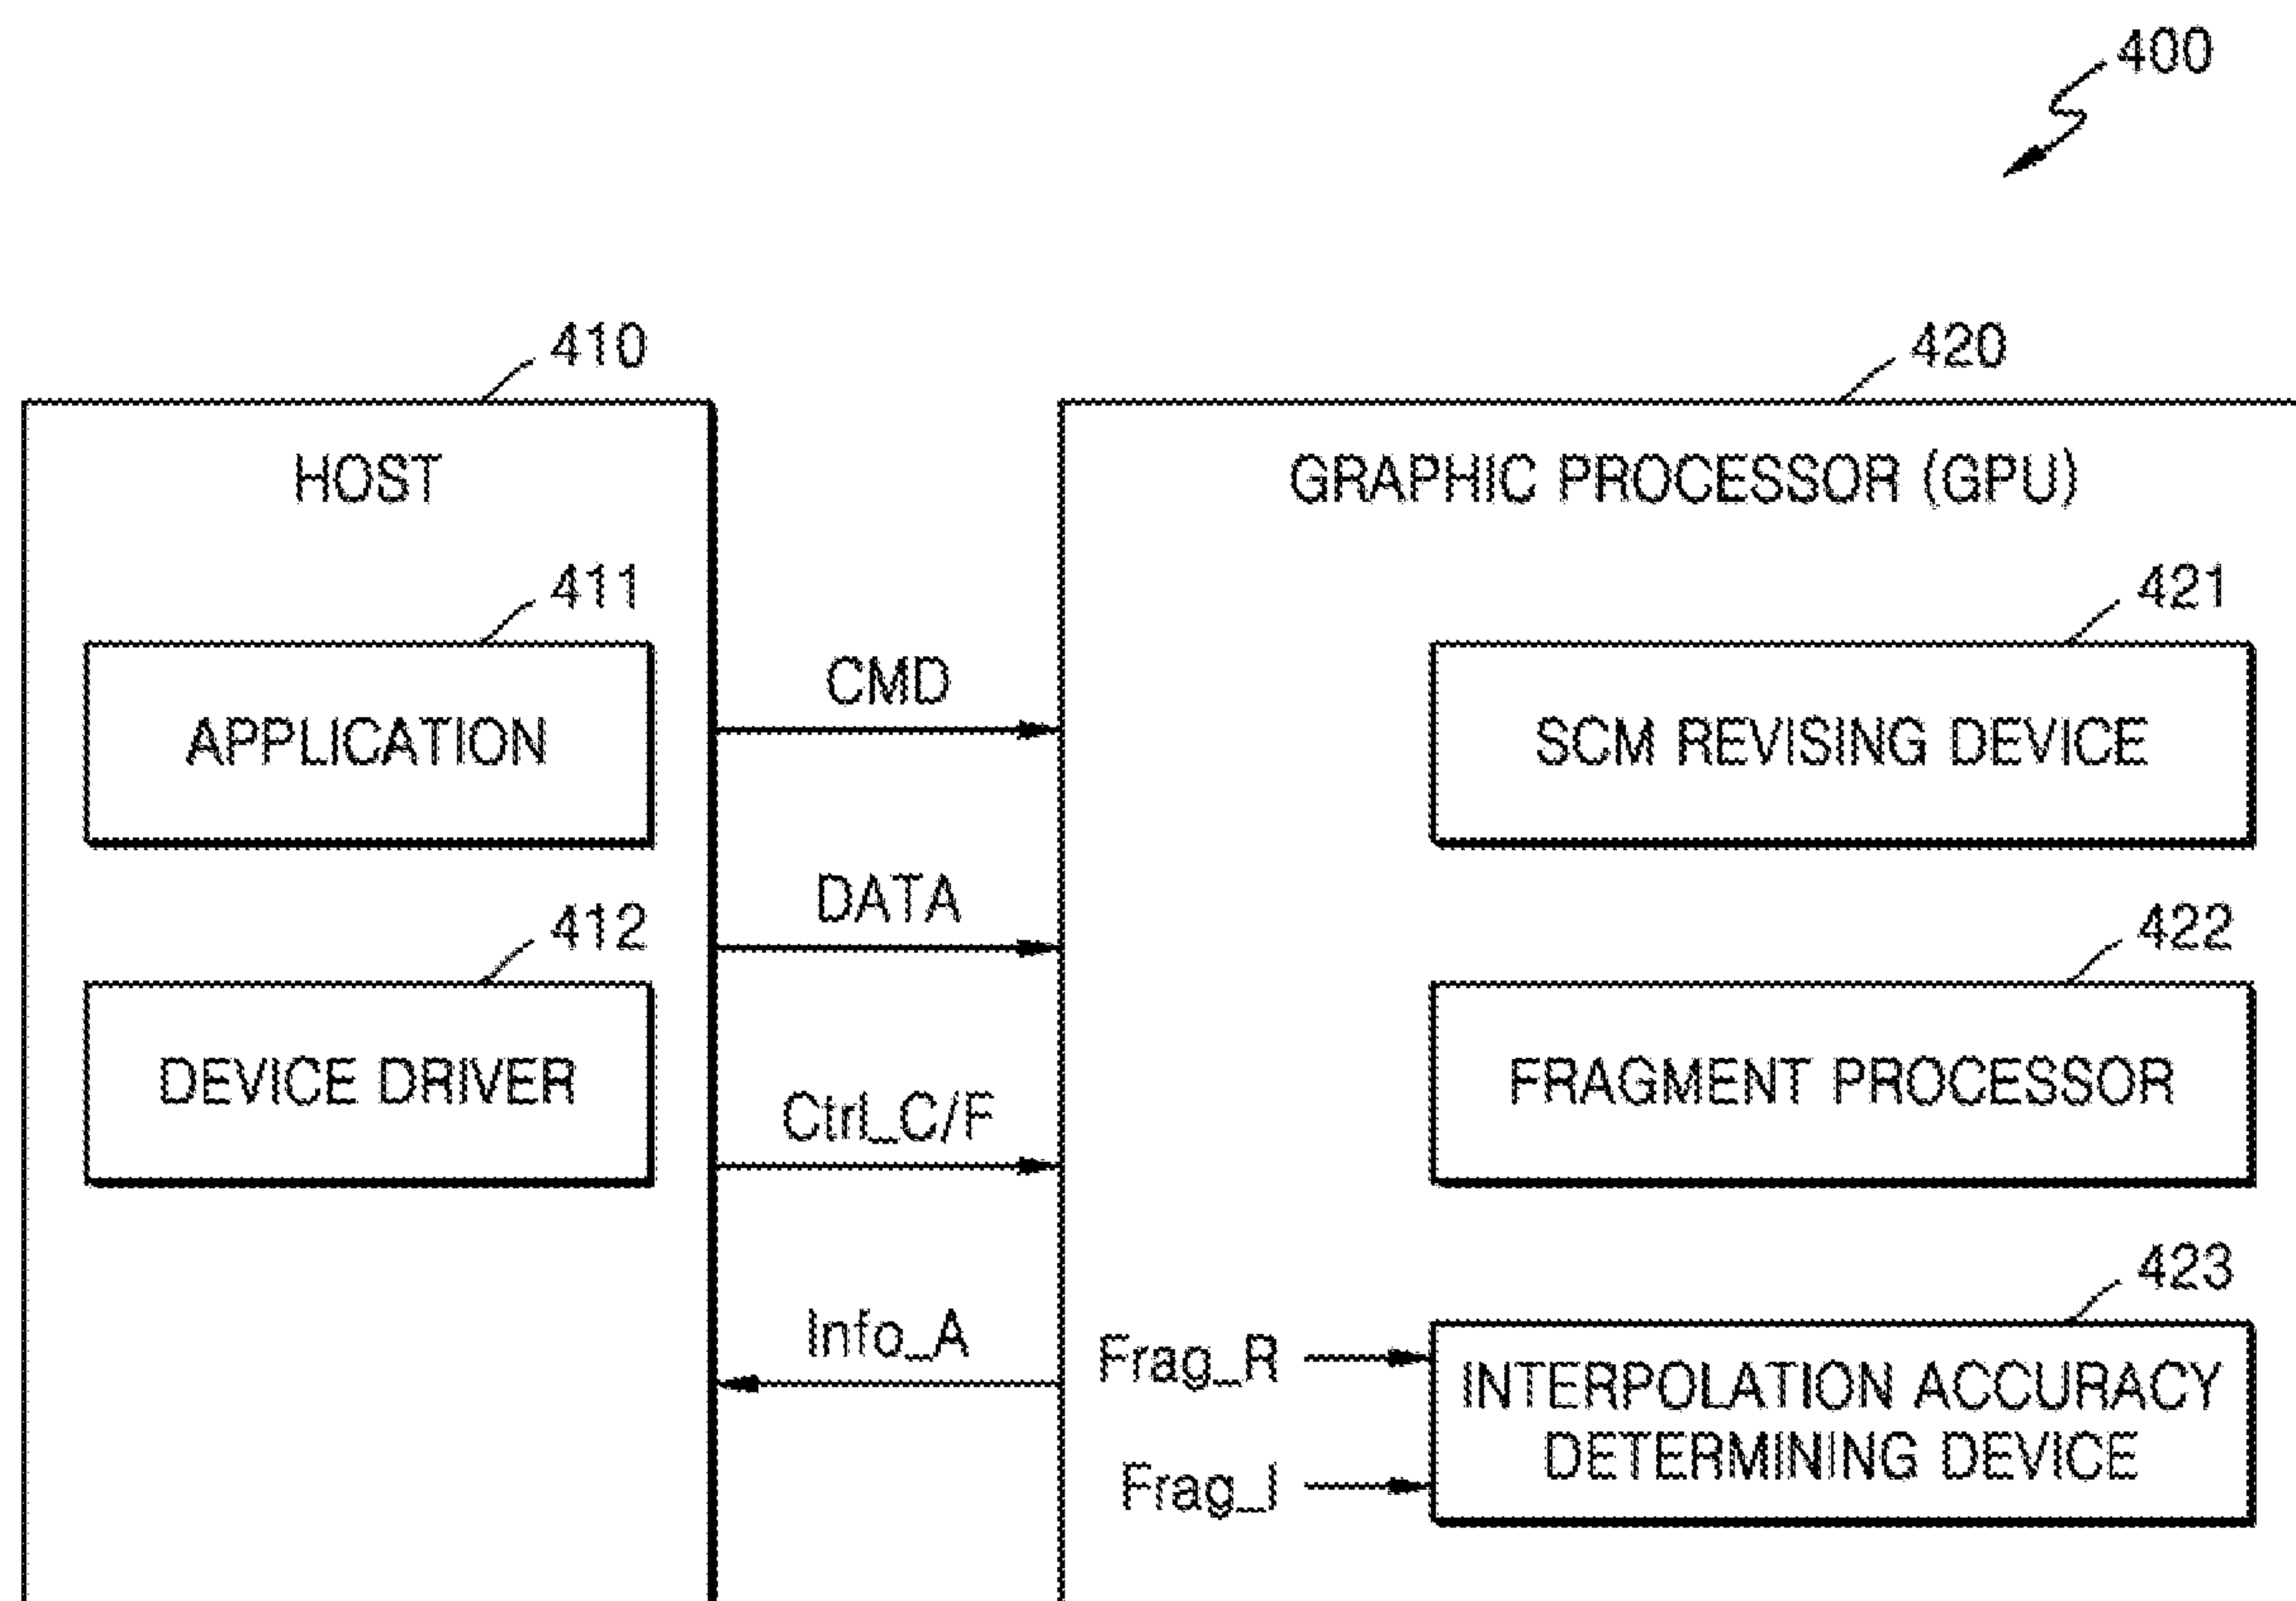 400
410
420
HOST
GRAPHIC PROCESSOR (GPU)
411
421
APPLICATION
CMD
SCM REVISING DEVICE
412
DATA
422
DEVICE DRIVER
Ctrl_C/F
FRAGMENT PROCESSOR
423
Info_A
Frag_R
INTERPOLATION ACCURACY
DETERMINING DEVICE
Frag_I